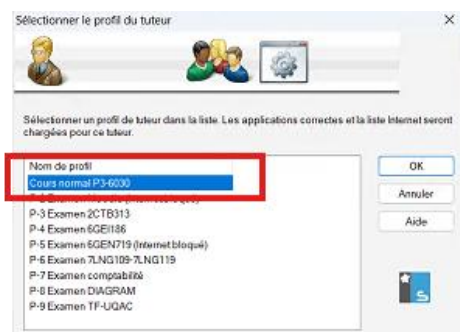 Sélectionner le profil du tuteur
Sélectionner un profil de tuteur dans la liste. Les applications correctes et la liste Internet seront
chargées pour ce tuteur.
Nom de profil
OK
Cours normal P3-6030
Annuler
P-3 Examen 2CTB313
Aide
P-4 Examen 6GEI186
P-5 Examen 6GEN719 (Internet bloqué)
P-6 Examen 7LNG109-7LNG119
P-7 Examen comptabilité
P-8 Examen DIAGRAM
P-9 Examen TF-UQAC
S